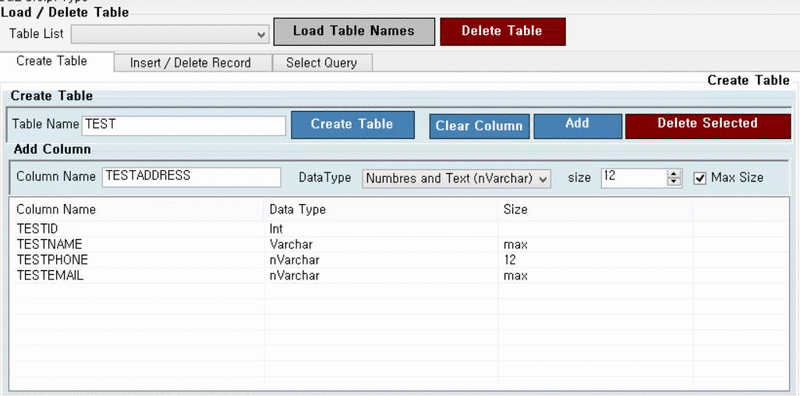 Load / Delete Table
Table List
Load Table Names
Delete Table
Create Table
Insert / Delete Record
Select Query
Create Table
Create Table
Table Name
TEST
Create Table
Clear Column
Add
Delete Selected
Add Column
Column Name
TESTADDRESS
DataType
Numbres and Text (nVarchar)
size
12
Max Size
Column Name Data Type Size
TESTID Int
TESTNAME Varchar max
TESTPHONE nVarchar 12
TESTEMAIL nVarchar max